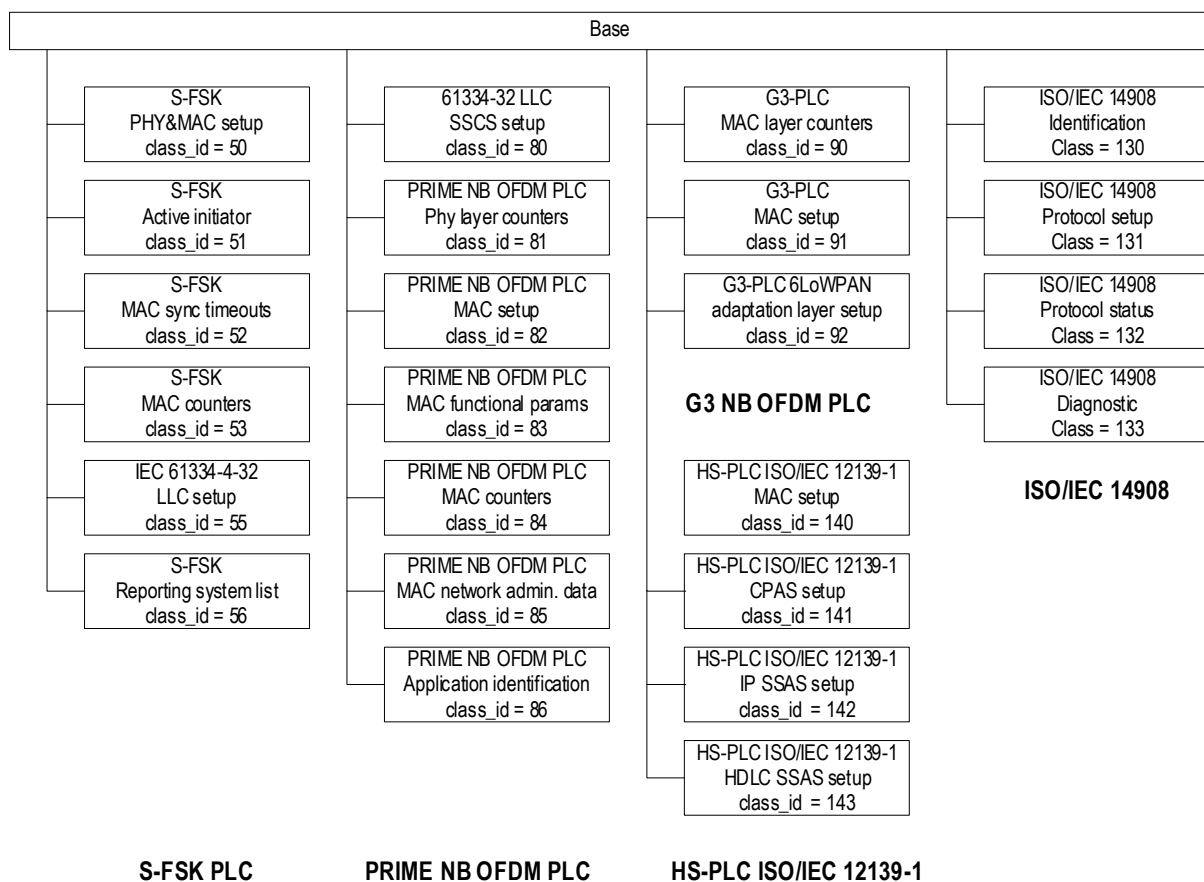 Base
S-FSK
PHY&MAC setup
class_id = 50
S-FSK
Active initiator
class_id = 51
S-FSK
MAC sync timeouts
class_id = 52
S-FSK
MAC counters
class_id = 53
IEC 61334-4-32
LLC setup
class_id = 55
S-FSK
Reporting system list
class_id = 56
S-FSK PLC
61334-32 LLC
SSCS setup
class_id = 80
PRIME NB OFDM PLC
Phy layer counters
class_id = 81
PRIME NB OFDM PLC
MAC setup
class_id = 82
PRIME NB OFDM PLC
MAC functional params
class_id = 83
PRIME NB OFDM PLC
MAC counters
class_id = 84
PRIME NB OFDM PLC
MAC network admin. data
class_id = 85
PRIME NB OFDM PLC
Application identification
class_id = 86
PRIME NB OFDM PLC
G3-PLC
MAC layer counters
class_id = 90
G3-PLC
MAC setup
class_id = 91
G3-PLC 6LoWPAN
adaptation layer setup
class_id = 92
G3 NB OFDM PLC
HS-PLC ISO/IEC 12139-1
MAC setup
class_id = 140
HS-PLC ISO/IEC 12139-1
CPAS setup
class_id = 141
HS-PLC ISO/IEC 12139-1
IP SSAS setup
class_id = 142
HS-PLC ISO/IEC 12139-1
HDLC SSAS setup
class_id = 143
HS-PLC ISO/IEC 12139-1
ISO/IEC 14908
Identification
Class = 130
ISO/IEC 14908
Protocol setup
Class = 131
ISO/IEC 14908
Protocol status
Class = 132
ISO/IEC 14908
Diagnostic
Class = 133
ISO/IEC 14908